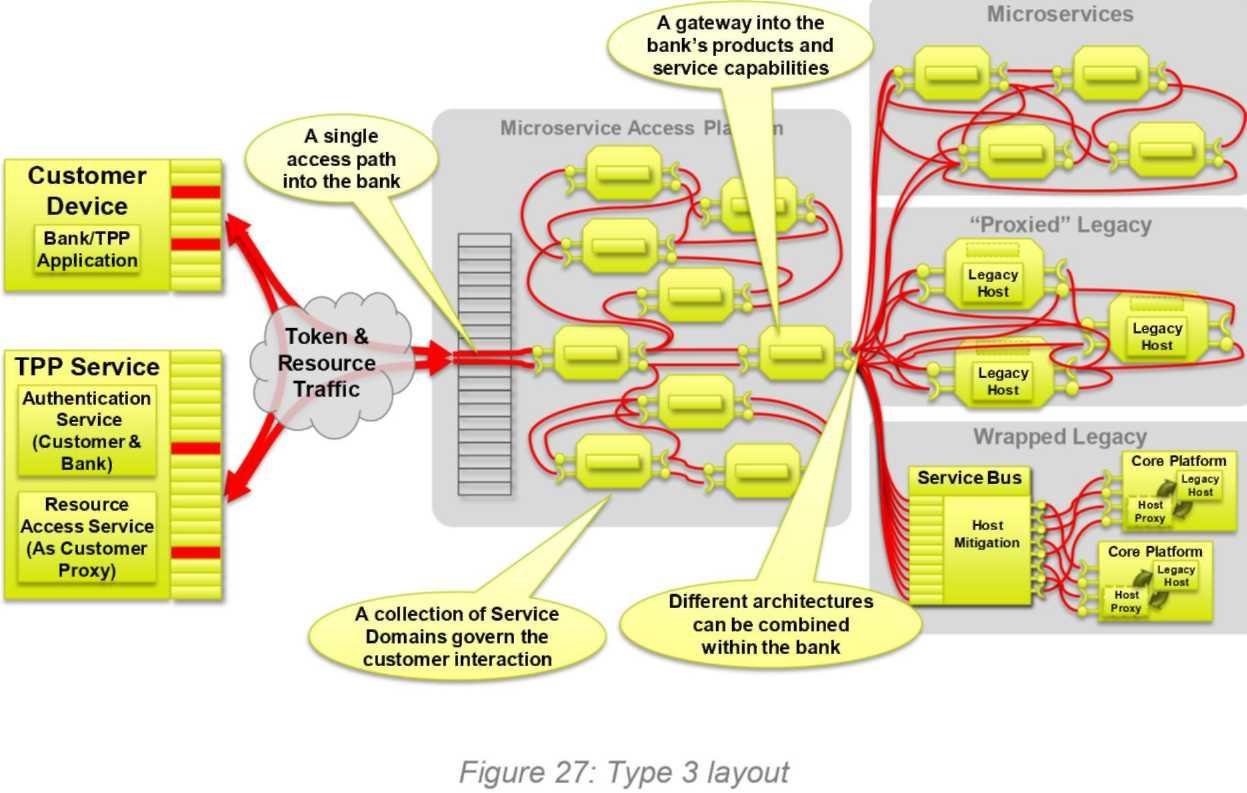 A gateway into the
bank's products and
service capabilities
Microservices
A single
access path
into the bank
Microservice Access Platform
Customer
Device
Bank/TPP
Application
"Proxied" Legacy
Legacy
Host
Legacy
Host
Legacy
Host
Token &
Resource
Traffic
TPP Service
Authentication
Service
(Customer &
Bank)
Resource
Access Service
(As Customer
Proxy)
Wrapped Legacy
Service Bus
Host
Mitigation
Core Platform
Legacy
Host
Host
Proxy
Core Platform
Legacy
Host
Host
Proxy
A collection of Service
Domains govern the
customer interaction
Different architectures
can be combined
within the bank
Figure 27: Type 3 layout